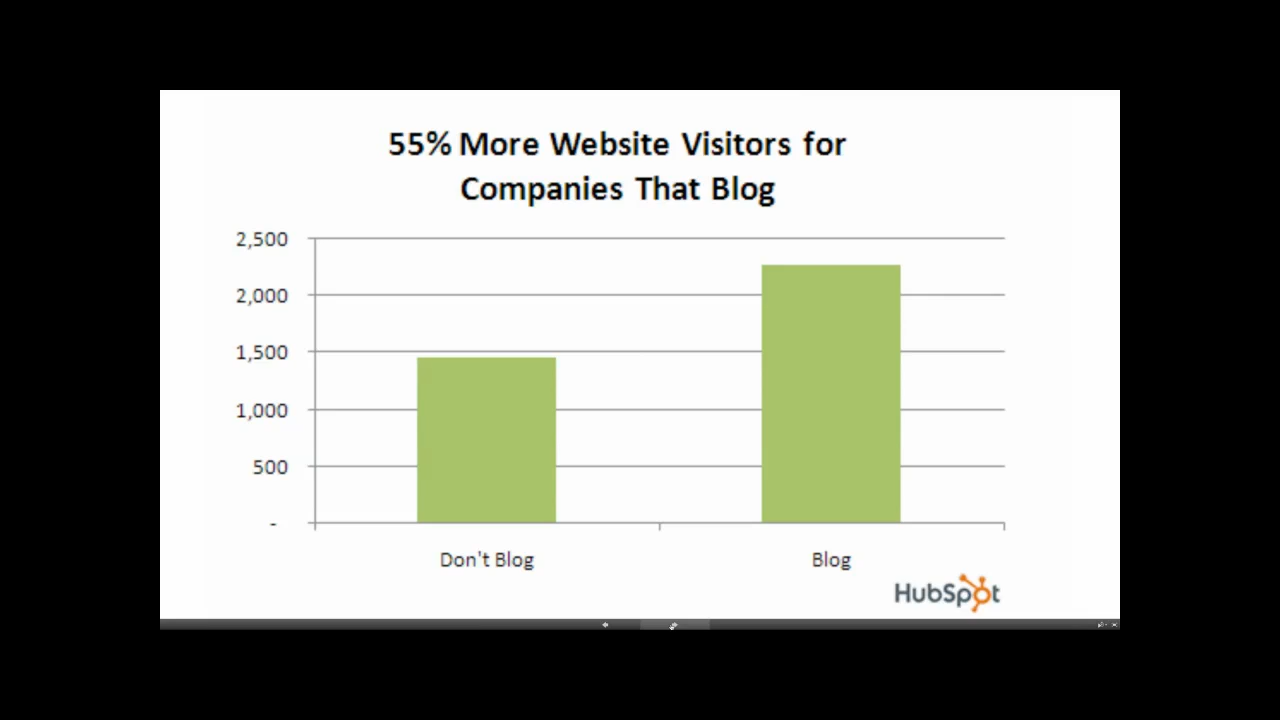 55% More Website Visitors for
Companies That Blog
2,500
2,000
1,500
1,000
500
-
Don't Blog
Blog
HubSpot